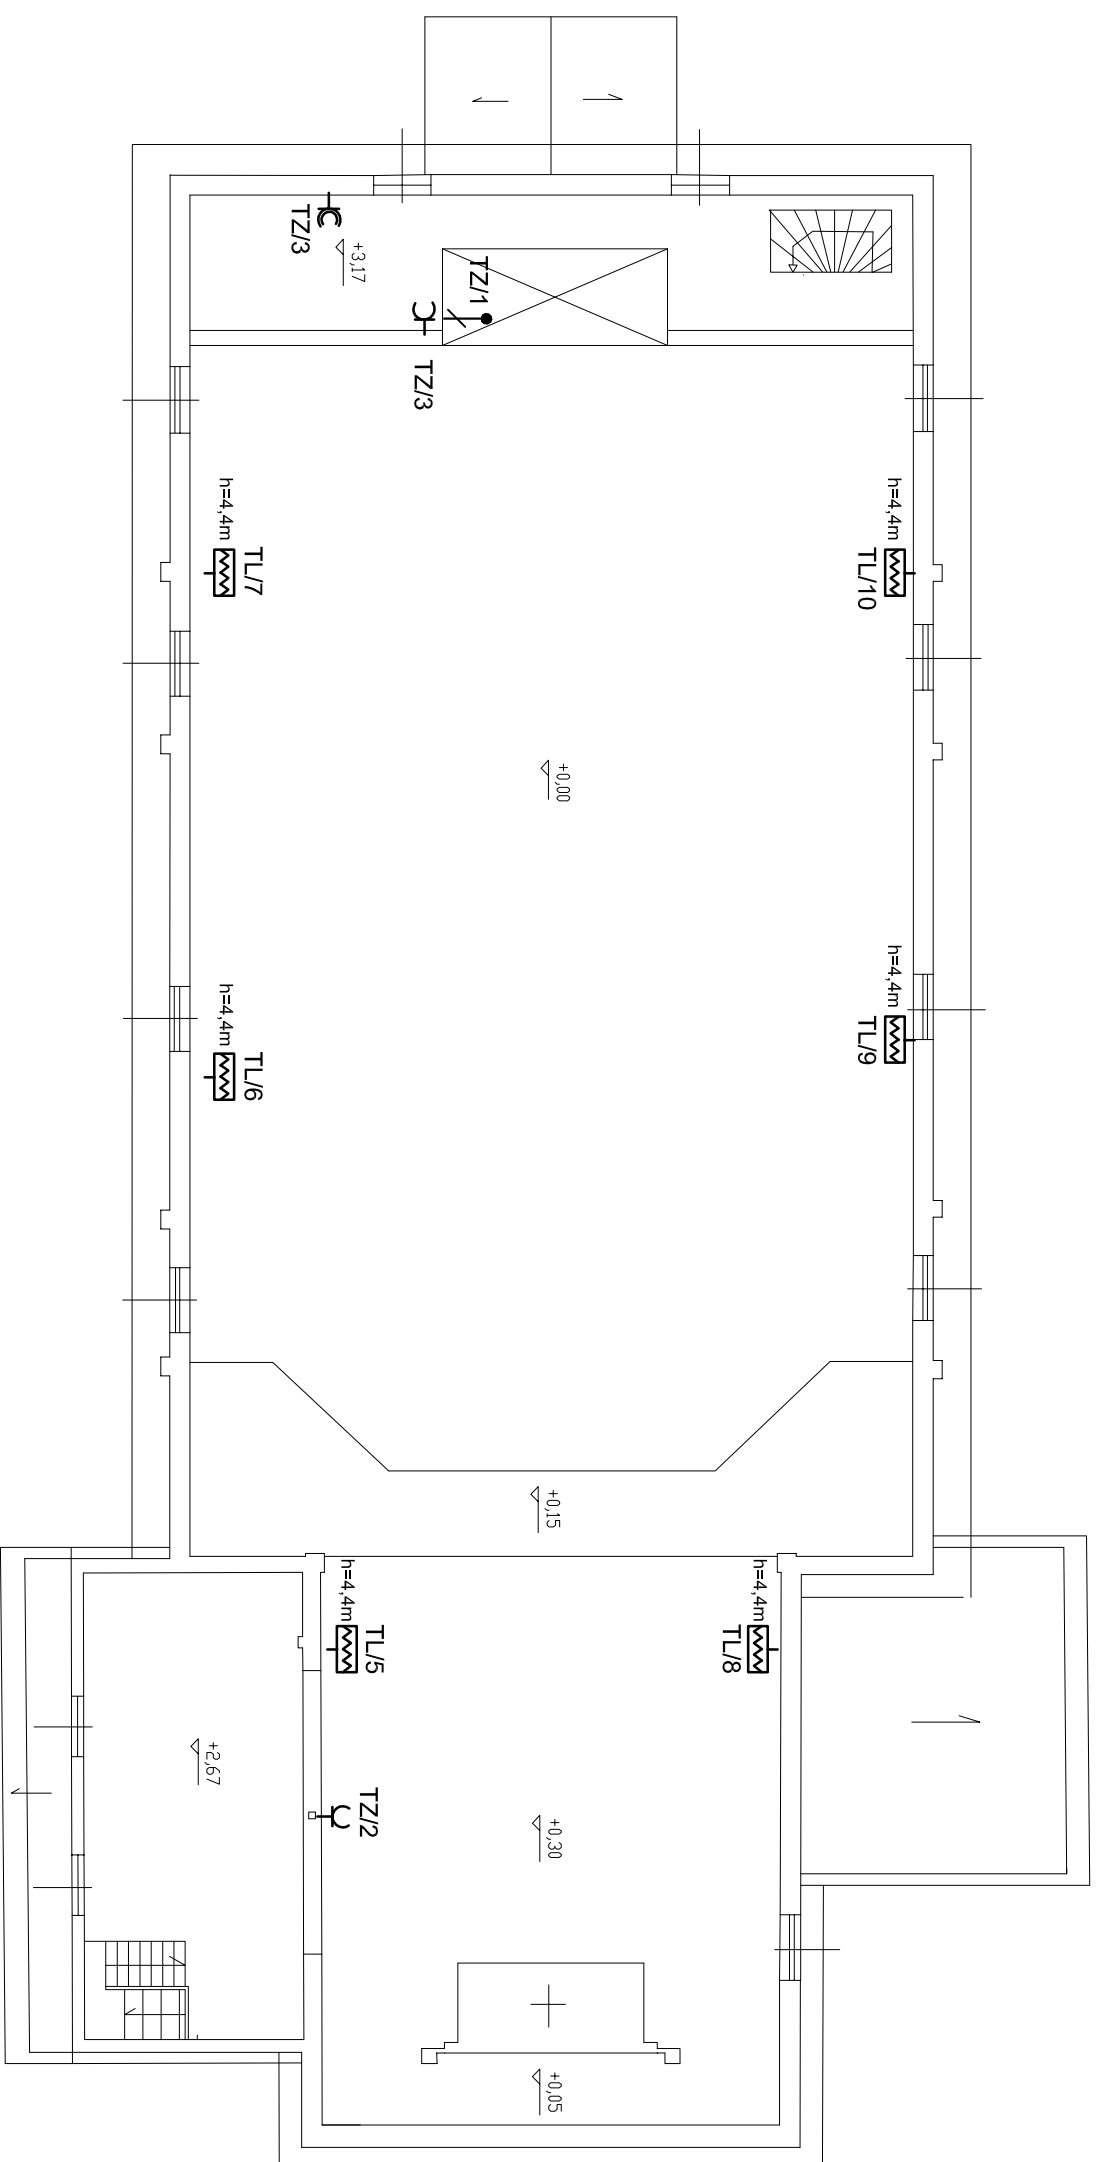 TZ/3
+3,17
TZ/1
TZ/3
h=4,4m
TL/7
h=4,4m
TL/10
+0,00
h=4,4m
TL/9
h=4,4m
TL/6
+0,15
h=4,4m
TL/5
h=4,4m
TL/8
+2,67
TZ/2
+0,30
+0,05